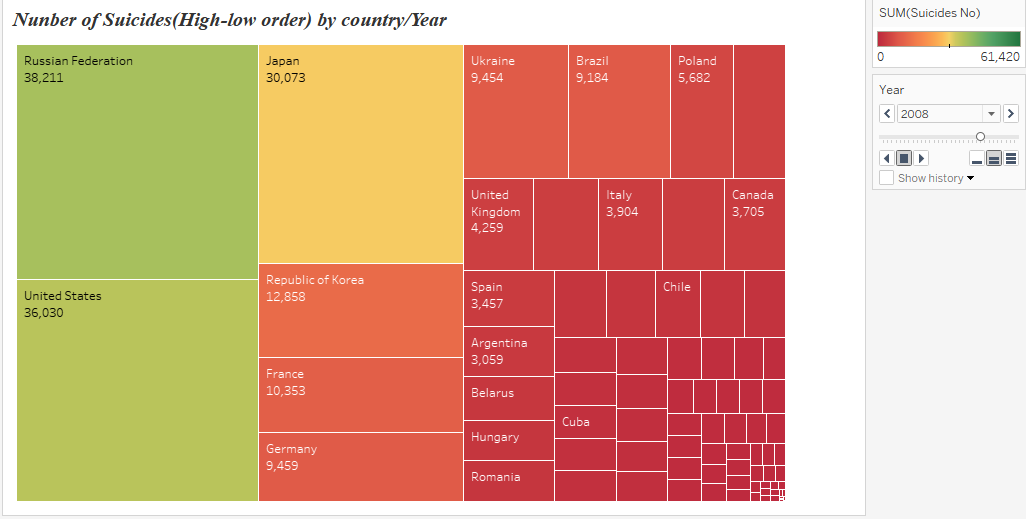 Nunber of Suicides(High-low order) by country/Year
Russian Federation
38,211
United States
36,030
Japan
30,073
Republic of Korea
12,858
France
10,353
Germany
9,459
Ukraine
9,454
Brazil
9,184
Poland
5,682
United
Kingdom
4,259
Italy
3,904
Canada
3,705
Spain
3,457
Argentina
3,059
Belarus
Hungary
Romania
Chile
Cuba
SUM(Suicides No)
0
61,420
Year
2008
Show history